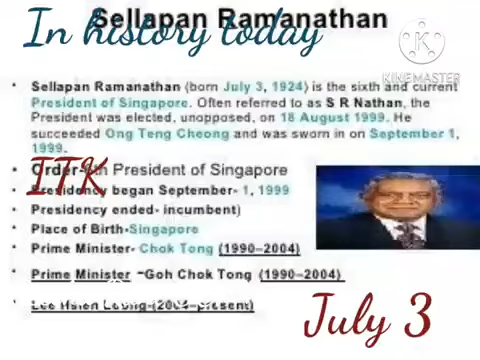 Sellapan Ramanathan
In history today
KINEMASTER
• Sellapan Ramanathan (born July 3, 1924) is the sixth and current
President of Singapore. Often referred to as S R Nathan, the
President was elected, unopposed, on 18 August 1999. He
succeeded Ong Teng Cheong and was sworn in on September 1,
1999.
ITK
• Order-6th President of Singapore
• Presidency began September- 1, 1999
• Presidency ended- incumbent)
• Place of Birth-Singapore
• Prime Minister- Chok Tong (1990–2004)
• Prime Minister -Goh Chok Tong (1990–2004)
• Lee Hsien Loong-(2004–present)
July 3